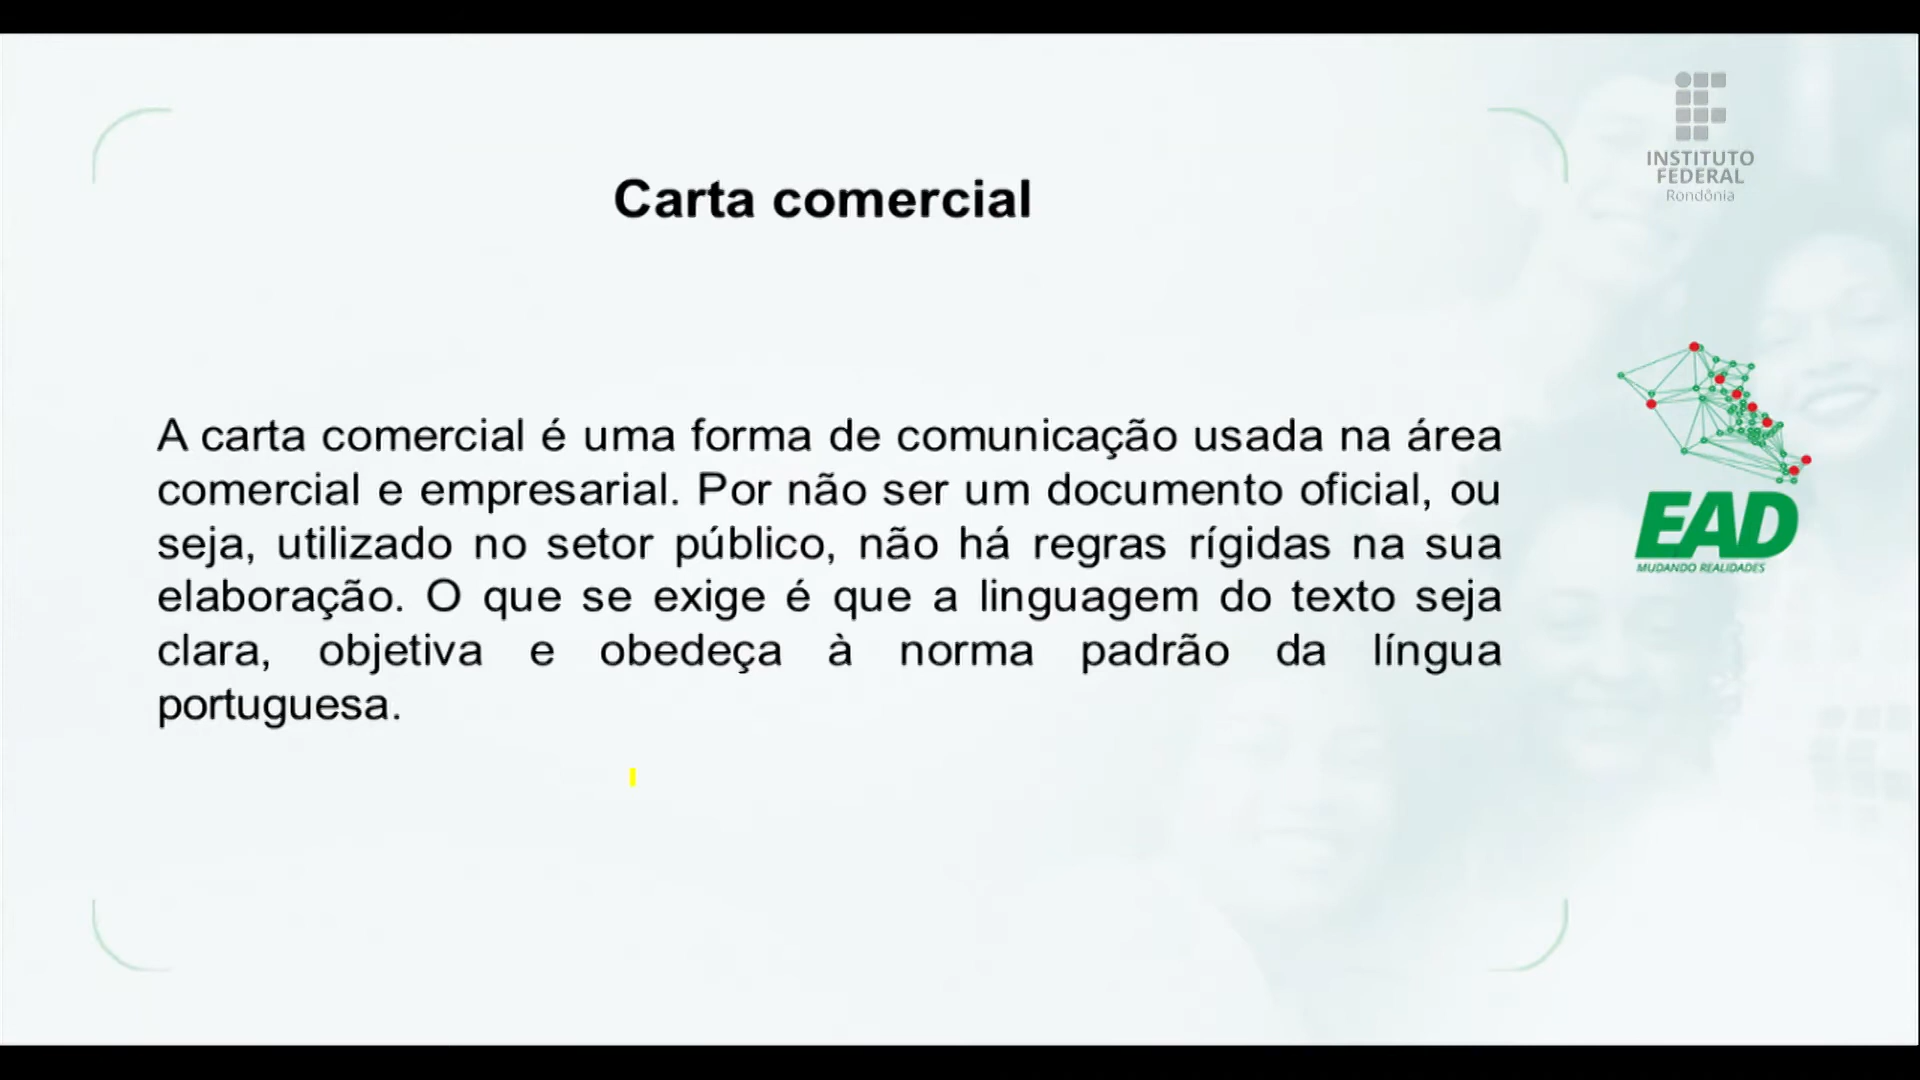 Carta comercial
INSTITUTO
FEDERAL
Rondônia
A carta comercial é uma forma de comunicação usada na área
comercial e empresarial. Por não ser um documento oficial, ou
seja, utilizado no setor público, não há regras rígidas na sua
elaboração. O que se exige é que a linguagem do texto seja
clara, objetiva e obedeça à norma padrão da língua
portuguesa.
EAD
MUDANDO REALIDADES